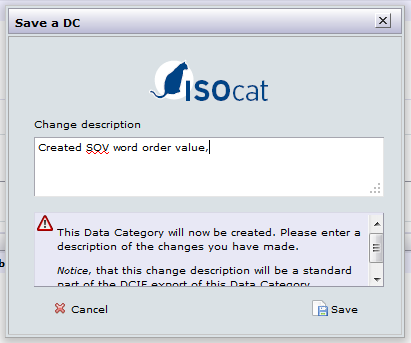 Save a DC
ISOcat
Change description
Created SOV word order value,
This Data Category will now be created. Please enter a
description of the changes you have made.
Notice, that this change description will be a standard
part of the DCIF export of this Data Category
Cancel
Save